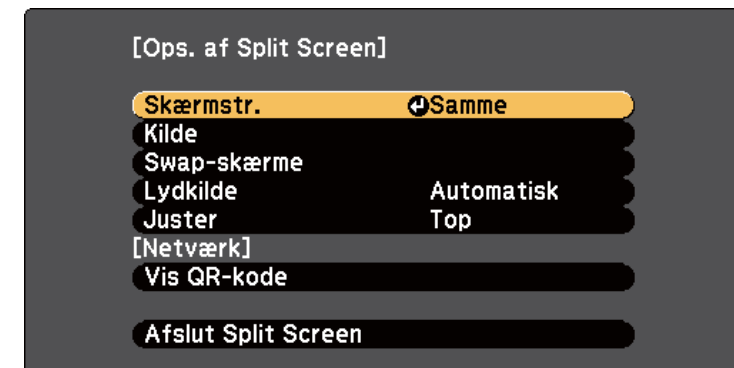 [Ops. af Split Screen]
Skærmstr. Samme
Kilde
Swap-skærme
Lydkilde Automatisk
Juster Top
[Netværk]
Vis QR-kode
Afslut Split Screen